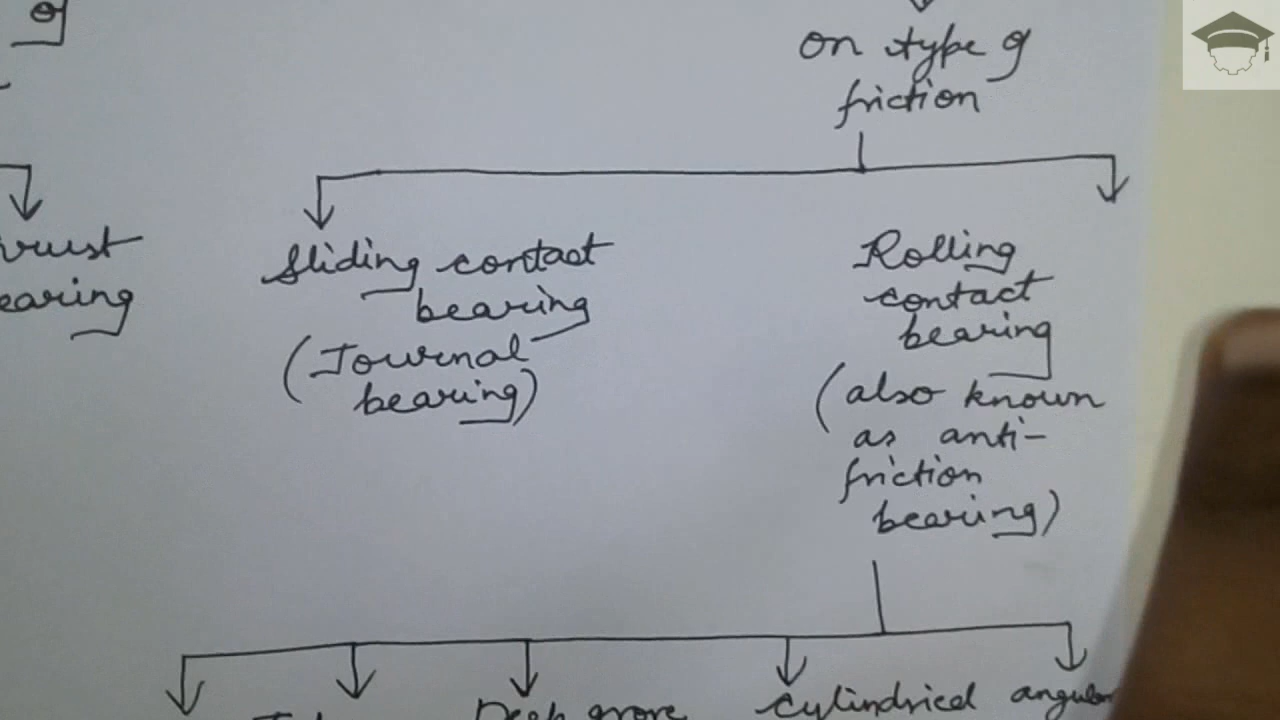 of
on type of
friction
Sliding contact
bearing
(Journal
bearing)
Rolling
contact
bearing
(also known
as anti-
friction
bearing)
earing
cylindrical angular